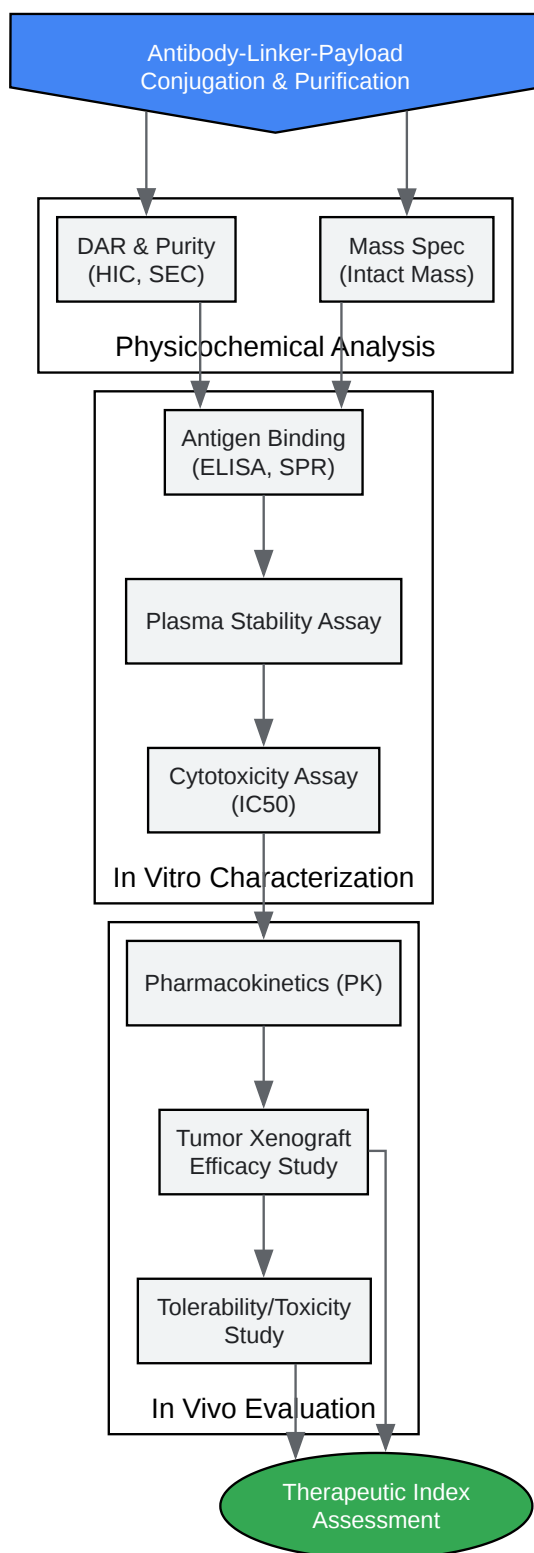 Antibody-Linker-Payload
Conjugation & Purification
DAR & Purity
(HIC, SEC)
Mass Spec
(Intact Mass)
Physicochemical Analysis
Antigen Binding
(ELISA, SPR)
Plasma Stability Assay
Cytotoxicity Assay
(IC50)
In Vitro Characterization
Pharmacokinetics (PK)
Tumor Xenograft
Efficacy Study
Tolerability/Toxicity
Study
In Vivo Evaluation
Therapeutic Index
Assessment